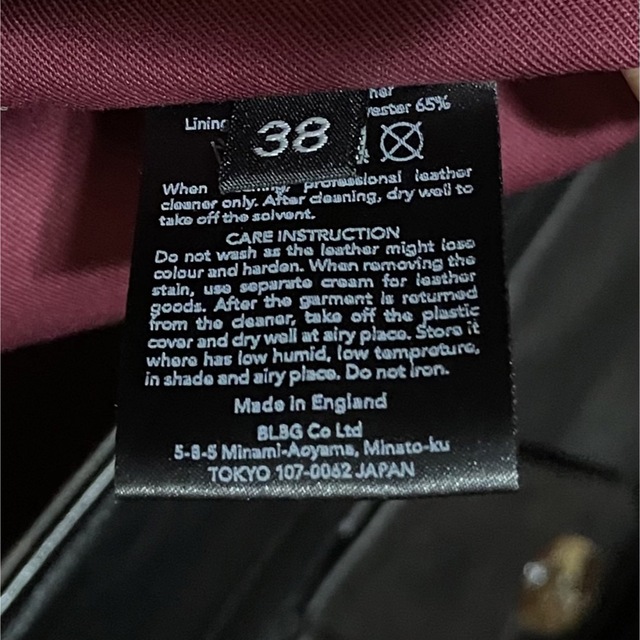 ester 65%
Lining
38
When professional leather
cleaner only. After cleaning, dry well to
take off the solvent.
CARE INSTRUCTION
Do not wash as the leather might lose
colour and harden. When removing the
stain, use separate cream for leather
goods. After the garment is returned
from the cleaner, take off the plastic
cover and dry well at airy place. Store it
where has low humid, low tempreture,
in shade and airy place. Do not iron.
Made in England
BLBG Co Ltd
5-8-5 Minami-Aoyama, Minato-ku
TOKYO 107-0062 JAPAN